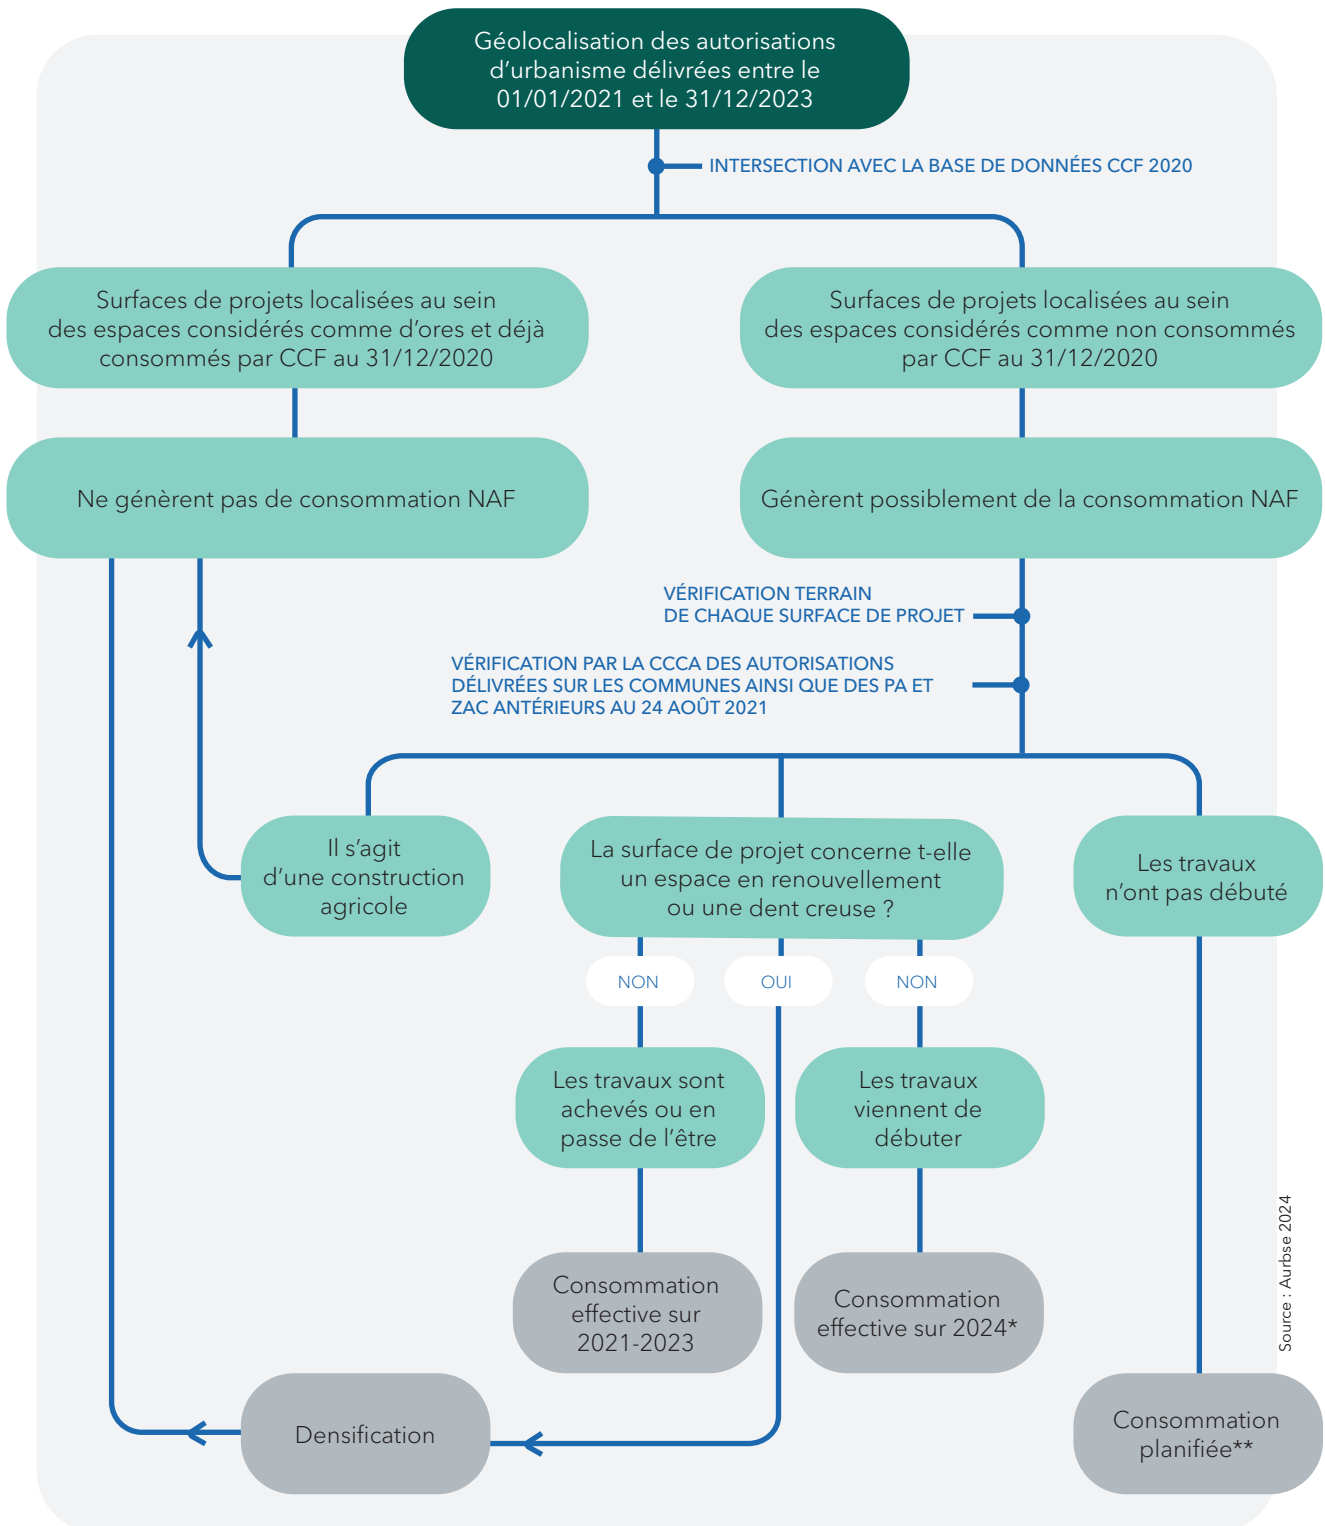 Géolocalisation des autorisations
d'urbanisme délivrées entre le
01/01/2021 et le 31/12/2023
INTERSECTION AVEC LA BASE DE DONNÉES CCF 2020
Surfaces de projets localisées au sein
des espaces considérés comme d'ores et déjà
consommés par CCF au 31/12/2020
Surfaces de projets localisées au sein
des espaces considérés comme non consommés
par CCF au 31/12/2020
Ne génèrent pas de consommation NAF
Génèrent possiblement de la consommation NAF
VÉRIFICATION TERRAIN
DE CHAQUE SURFACE DE PROJET
VÉRIFICATION PAR LA CCCA DES AUTORISATIONS
DÉLIVRÉES SUR LES COMMUNES AINSI QUE DES PA ET
ZAC ANTÉRIEURS AU 24 AOÛT 2021
Il s'agit
d'une construction
agricole
La surface de projet concerne t-elle
un espace en renouvellement
ou une dent creuse ?
Les travaux
n'ont pas débuté
NON
OUI
NON
Les travaux sont
achevés ou en
passe de l'être
Les travaux
viennent de
débuter
Consommation
effective sur
2021-2023
Consommation
effective sur 2024*
Densification
Consommation
planifiée**
Source : Aurbse 2024